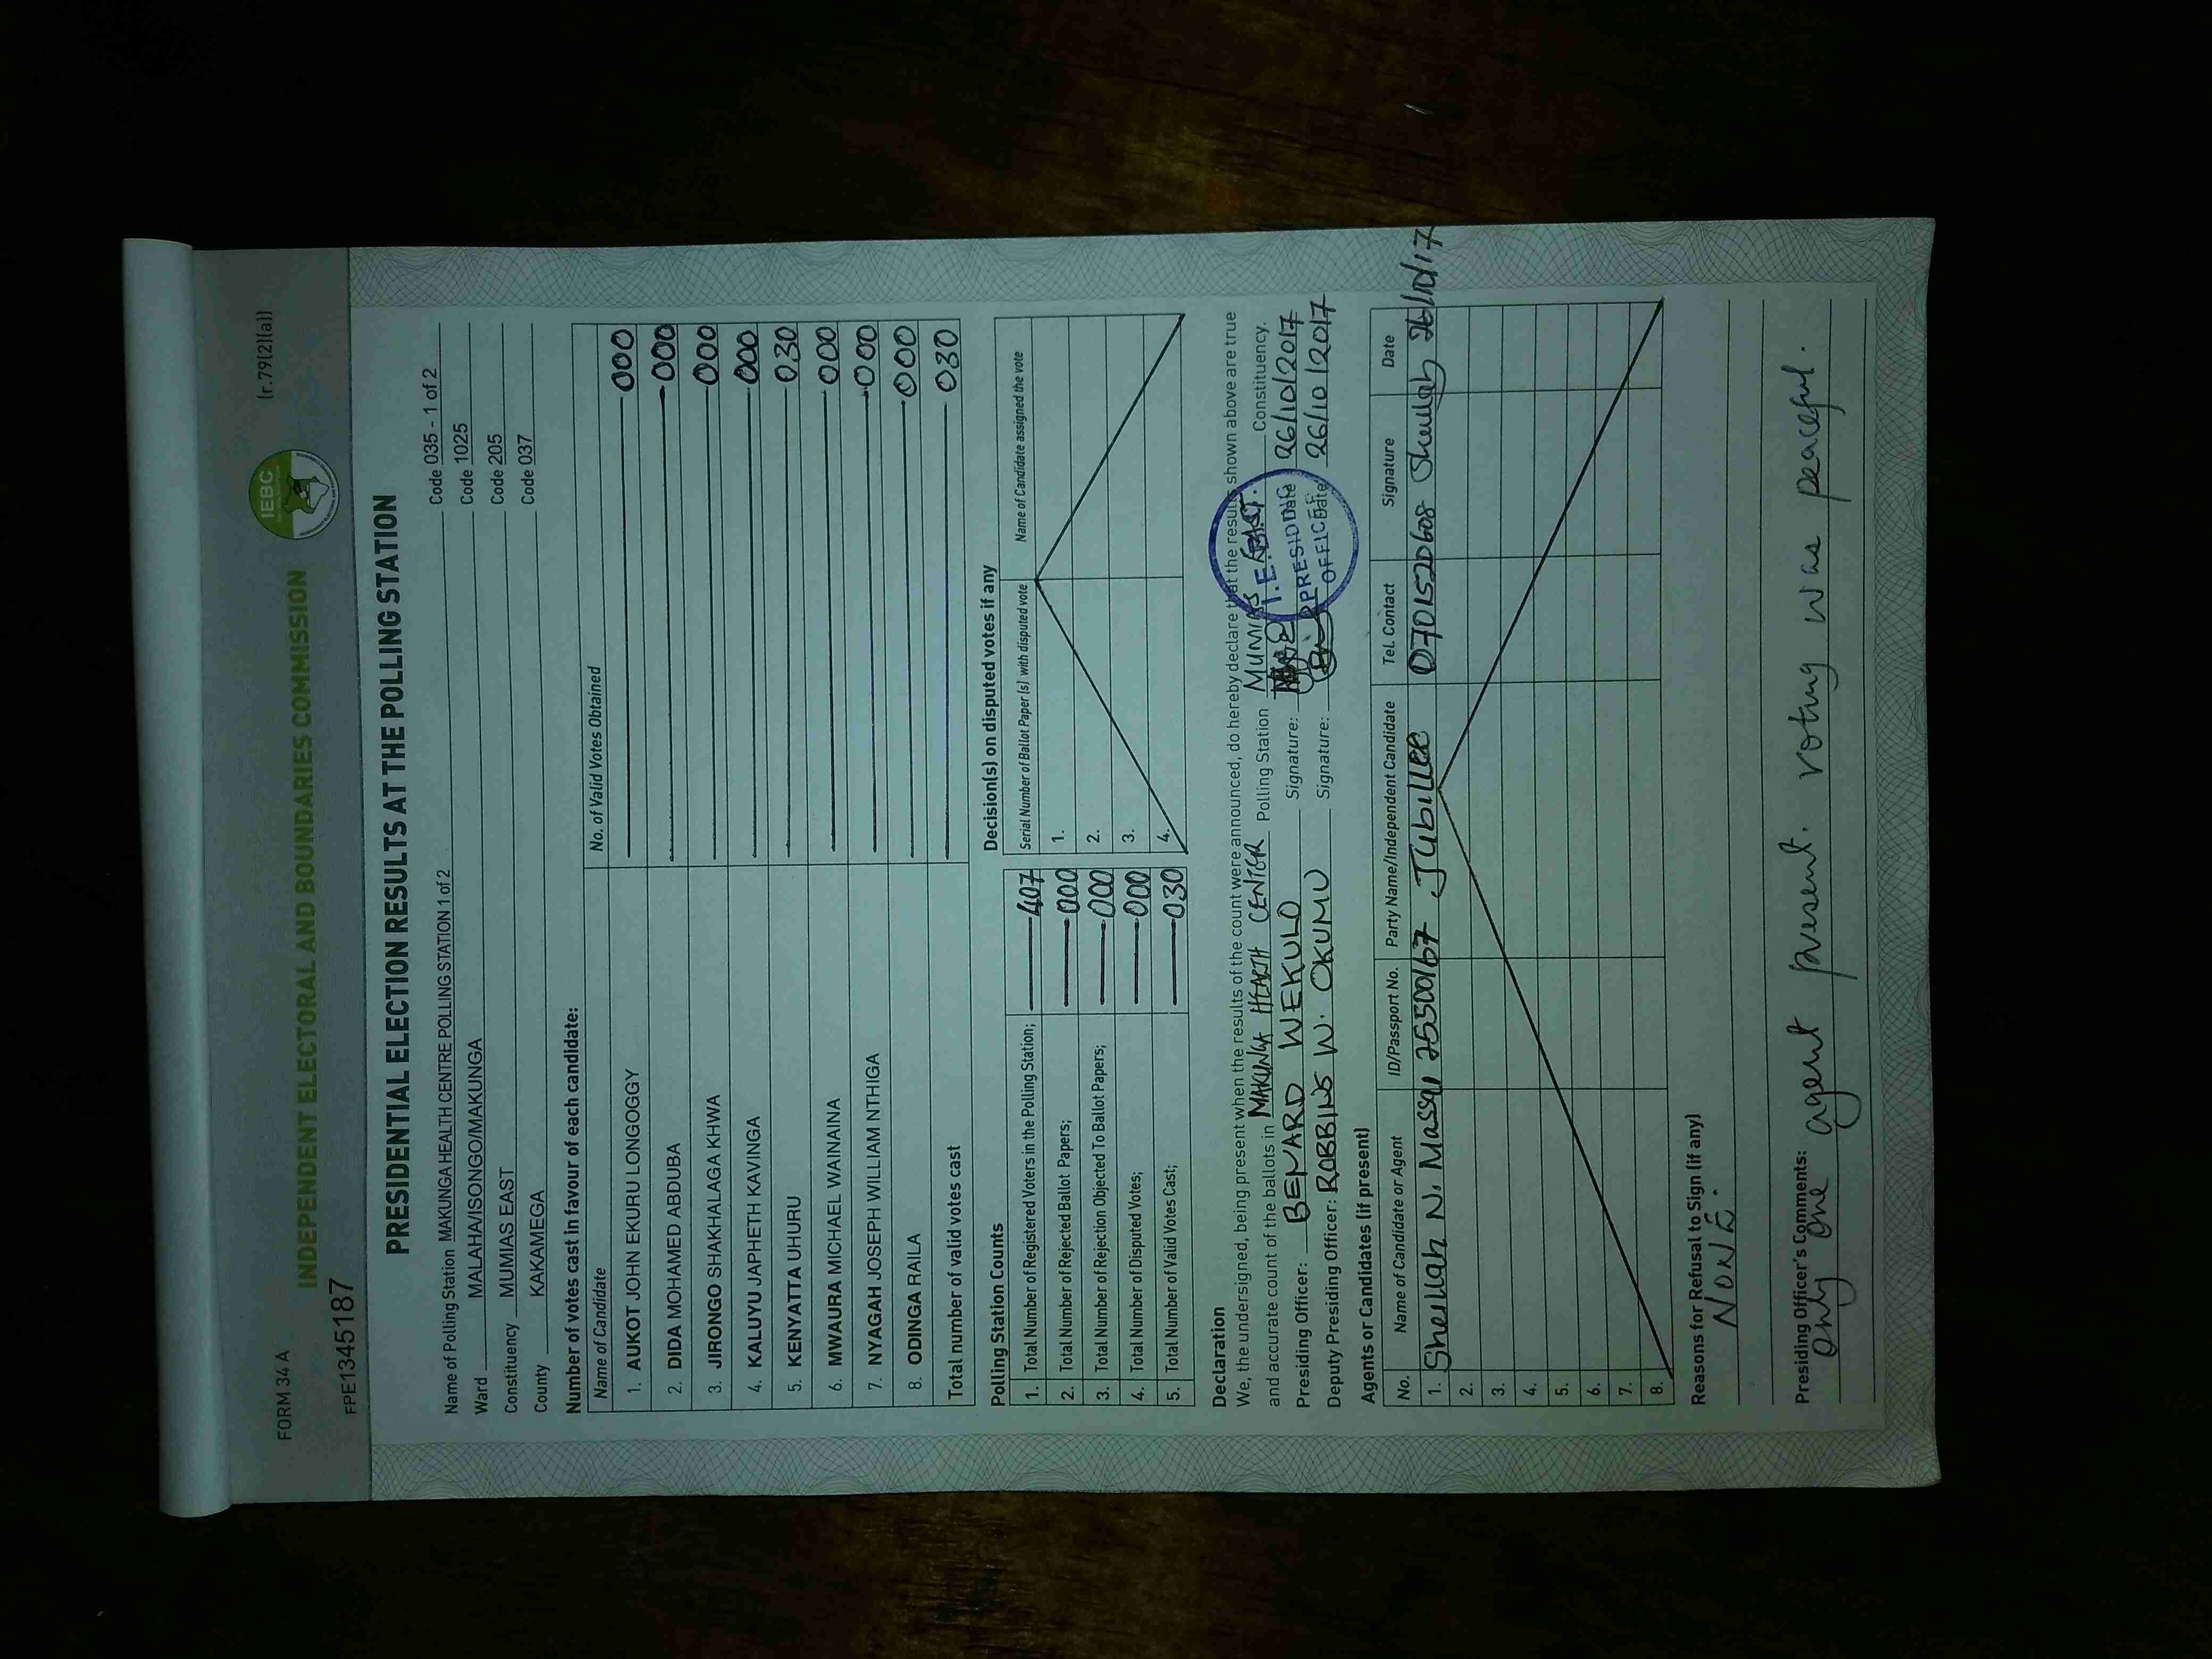 FORM 34 A
(r.79(2)(a))
IEBC
INDEPENDENT ELECTORAL AND BOUNDARIES COMMISSION
FPE1345187
PRESIDENTIAL ELECTION RESULTS AT THE POLLING STATION
Name of Polling Station MAKUNGA HEALTH CENTRE POLLING STATION 1 of 2 Code 035 - 1 of 2
Ward MALAHA/ISONGO/MAKUNGA Code 1025
Constituency MUMIAS EAST Code 205
County KAKAMEGA Code 037
Number of votes cast in favour of each candidate:
Name of Candidate No. of Valid Votes Obtained
1. AUKOT JOHN EKURU LONGOGGY 000
2. DIDA MOHAMED ABDUBA 000
3. JIRONGO SHAKHALAGA KHWA 000
4. KALUYU JAPHETH KAVINGA 000
5. KENYATTA UHURU 030
6. MWAURA MICHAEL WAINAINA 000
7. NYAGAH JOSEPH WILLIAM NTHIGA 000
8. ODINGA RAILA 000
Total number of valid votes cast 030
Polling Station Counts
1. Total Number of Registered Voters in the Polling Station; 407
2. Total Number of Rejected Ballot Papers; 000
3. Total Number of Rejection Objected To Ballot Papers; 000
4. Total Number of Disputed Votes; 000
5. Total Number of Valid Votes Cast; 030
Decision(s) on disputed votes if any
Serial Number of Ballot Paper (s) with disputed vote Name of Candidate assigned the vote
1.
2.
3.
4.
Declaration
We, the undersigned, being present when the results of the count were announced, do hereby declare that the results shown above are true
and accurate count of the ballots in MAKUNGA HEALTH CENTER Polling Station MUMIAS EAST Constituency.
Presiding Officer: BENARD WEKULO Signature: Date 26/10/2017
Deputy Presiding Officer: ROBBINS W. OKUMU Signature: Date 26/10/2017
I.E.B.C.
PRESIDING
OFFICER
Agents or Candidates (if present)
No. Name of Candidate or Agent ID/Passport No. Party Name/Independent Candidate Tel. Contact Signature Date
1. Sheillah N. Massai 25500167 Jubillee 0701520608 Sheillah 26/10/17
2.
3.
4.
5.
6.
7.
8.
Reasons for Refusal to Sign (if any)
NONE.
Presiding Officer's Comments:
Only one agent present. voting was peaceful.